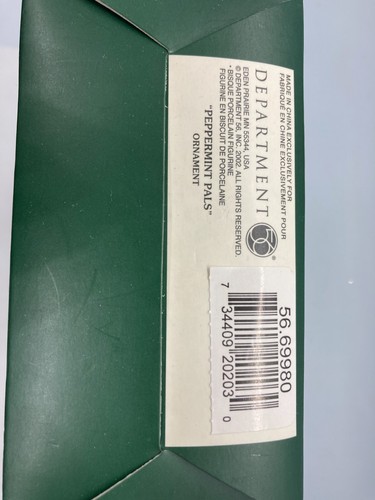 MADE IN CHINA EXCLUSIVELY FOR
FABRIQUÉ EN CHINE EXCLUSIVEMENT POUR
DEPARTMENT 56®
EDEN PRAIRIE MN 55344, USA
© DEPARTMENT 56, INC. 2002. ALL RIGHTS RESERVED.
* BISQUE PORCELAIN FIGURINE.
FIGURINE EN BISCUIT DE PORCELAINE
"PEPPERMINT PALS"
ORNAMENT
56.69980
7 34409 20203 0